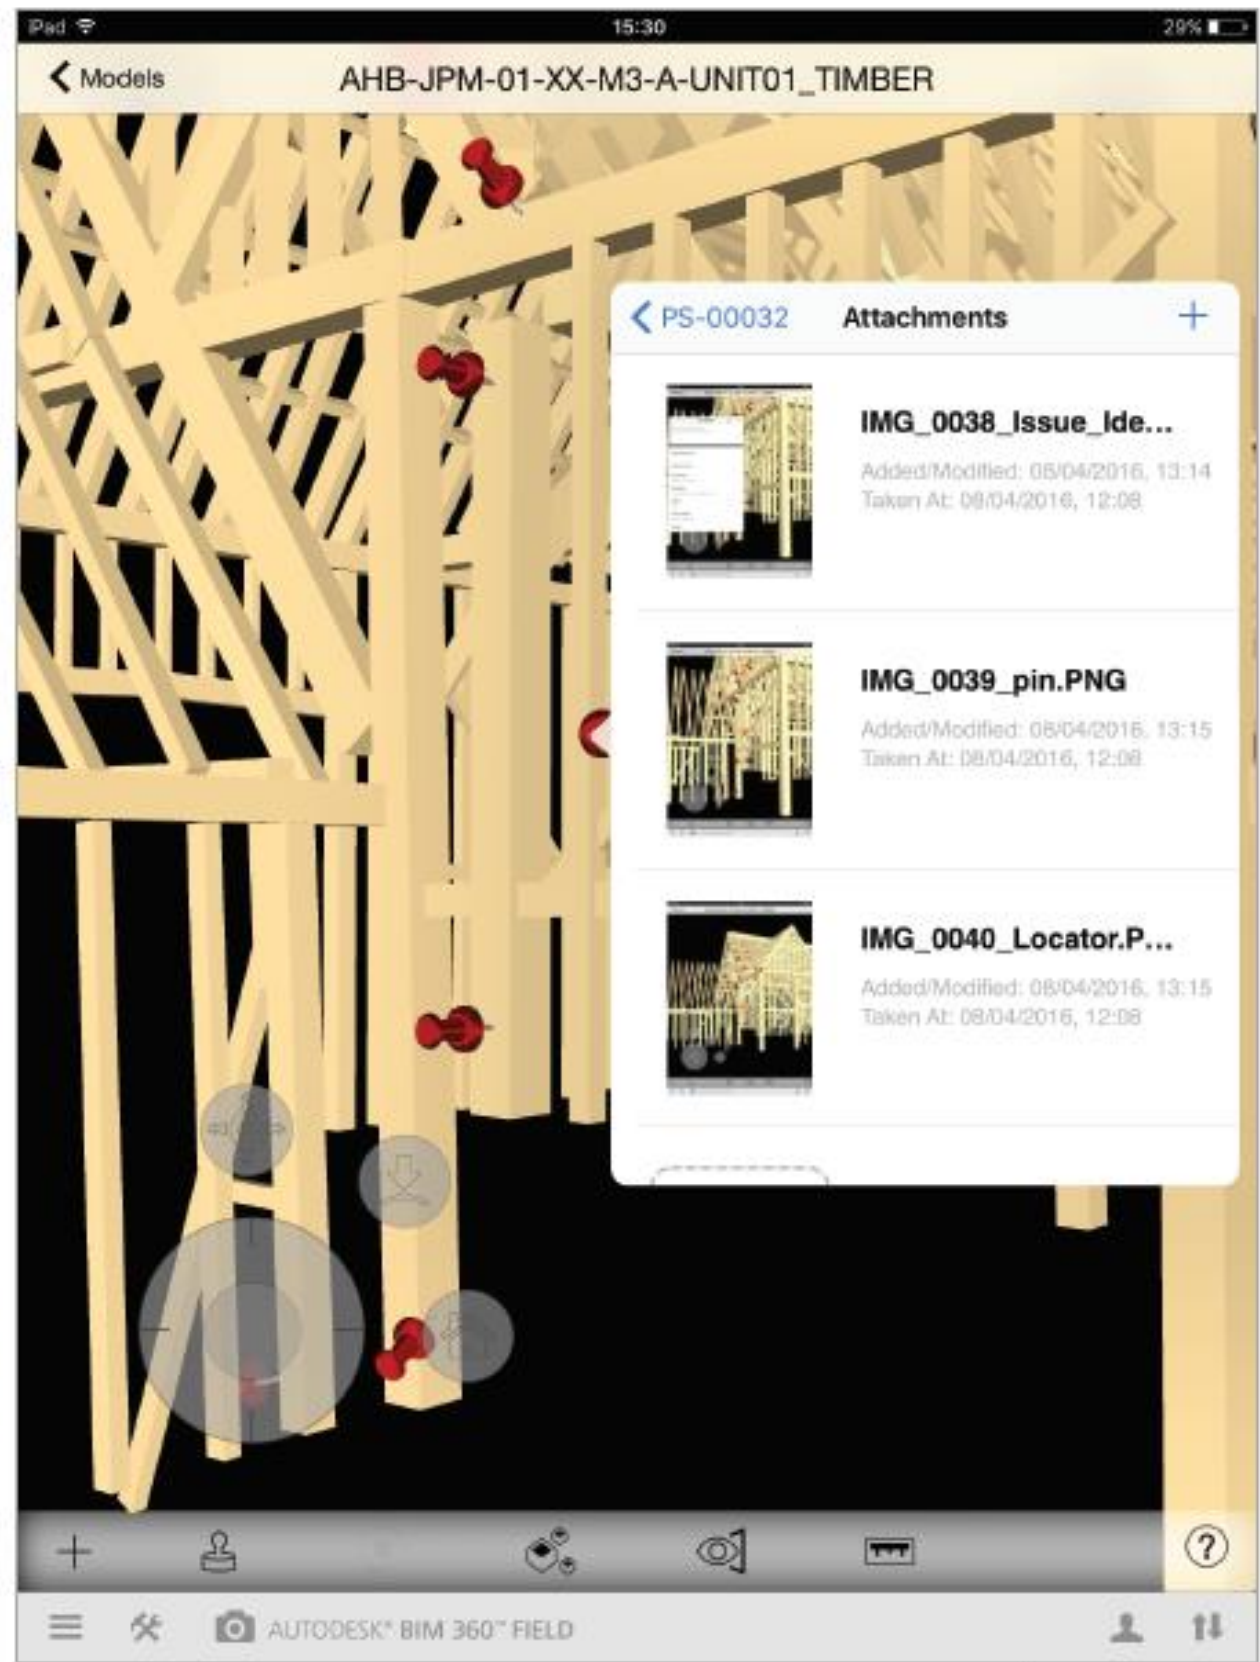 iPad 15:30 29%
Models AHB-JPM-01-XX-M3-A-UNIT01_TIMBER
PS-00032 Attachments +
IMG_0038_Issue_Ide...
Added/Modified: 08/04/2016, 13:14
Taken At: 08/04/2016, 12:08
IMG_0039_pin.PNG
Added/Modified: 08/04/2016, 13:15
Taken At: 08/04/2016, 12:08
IMG_0040_Locator.P...
Added/Modified: 08/04/2016, 13:15
Taken At: 08/04/2016, 12:08
?
AUTODESK® BIM 360™ FIELD